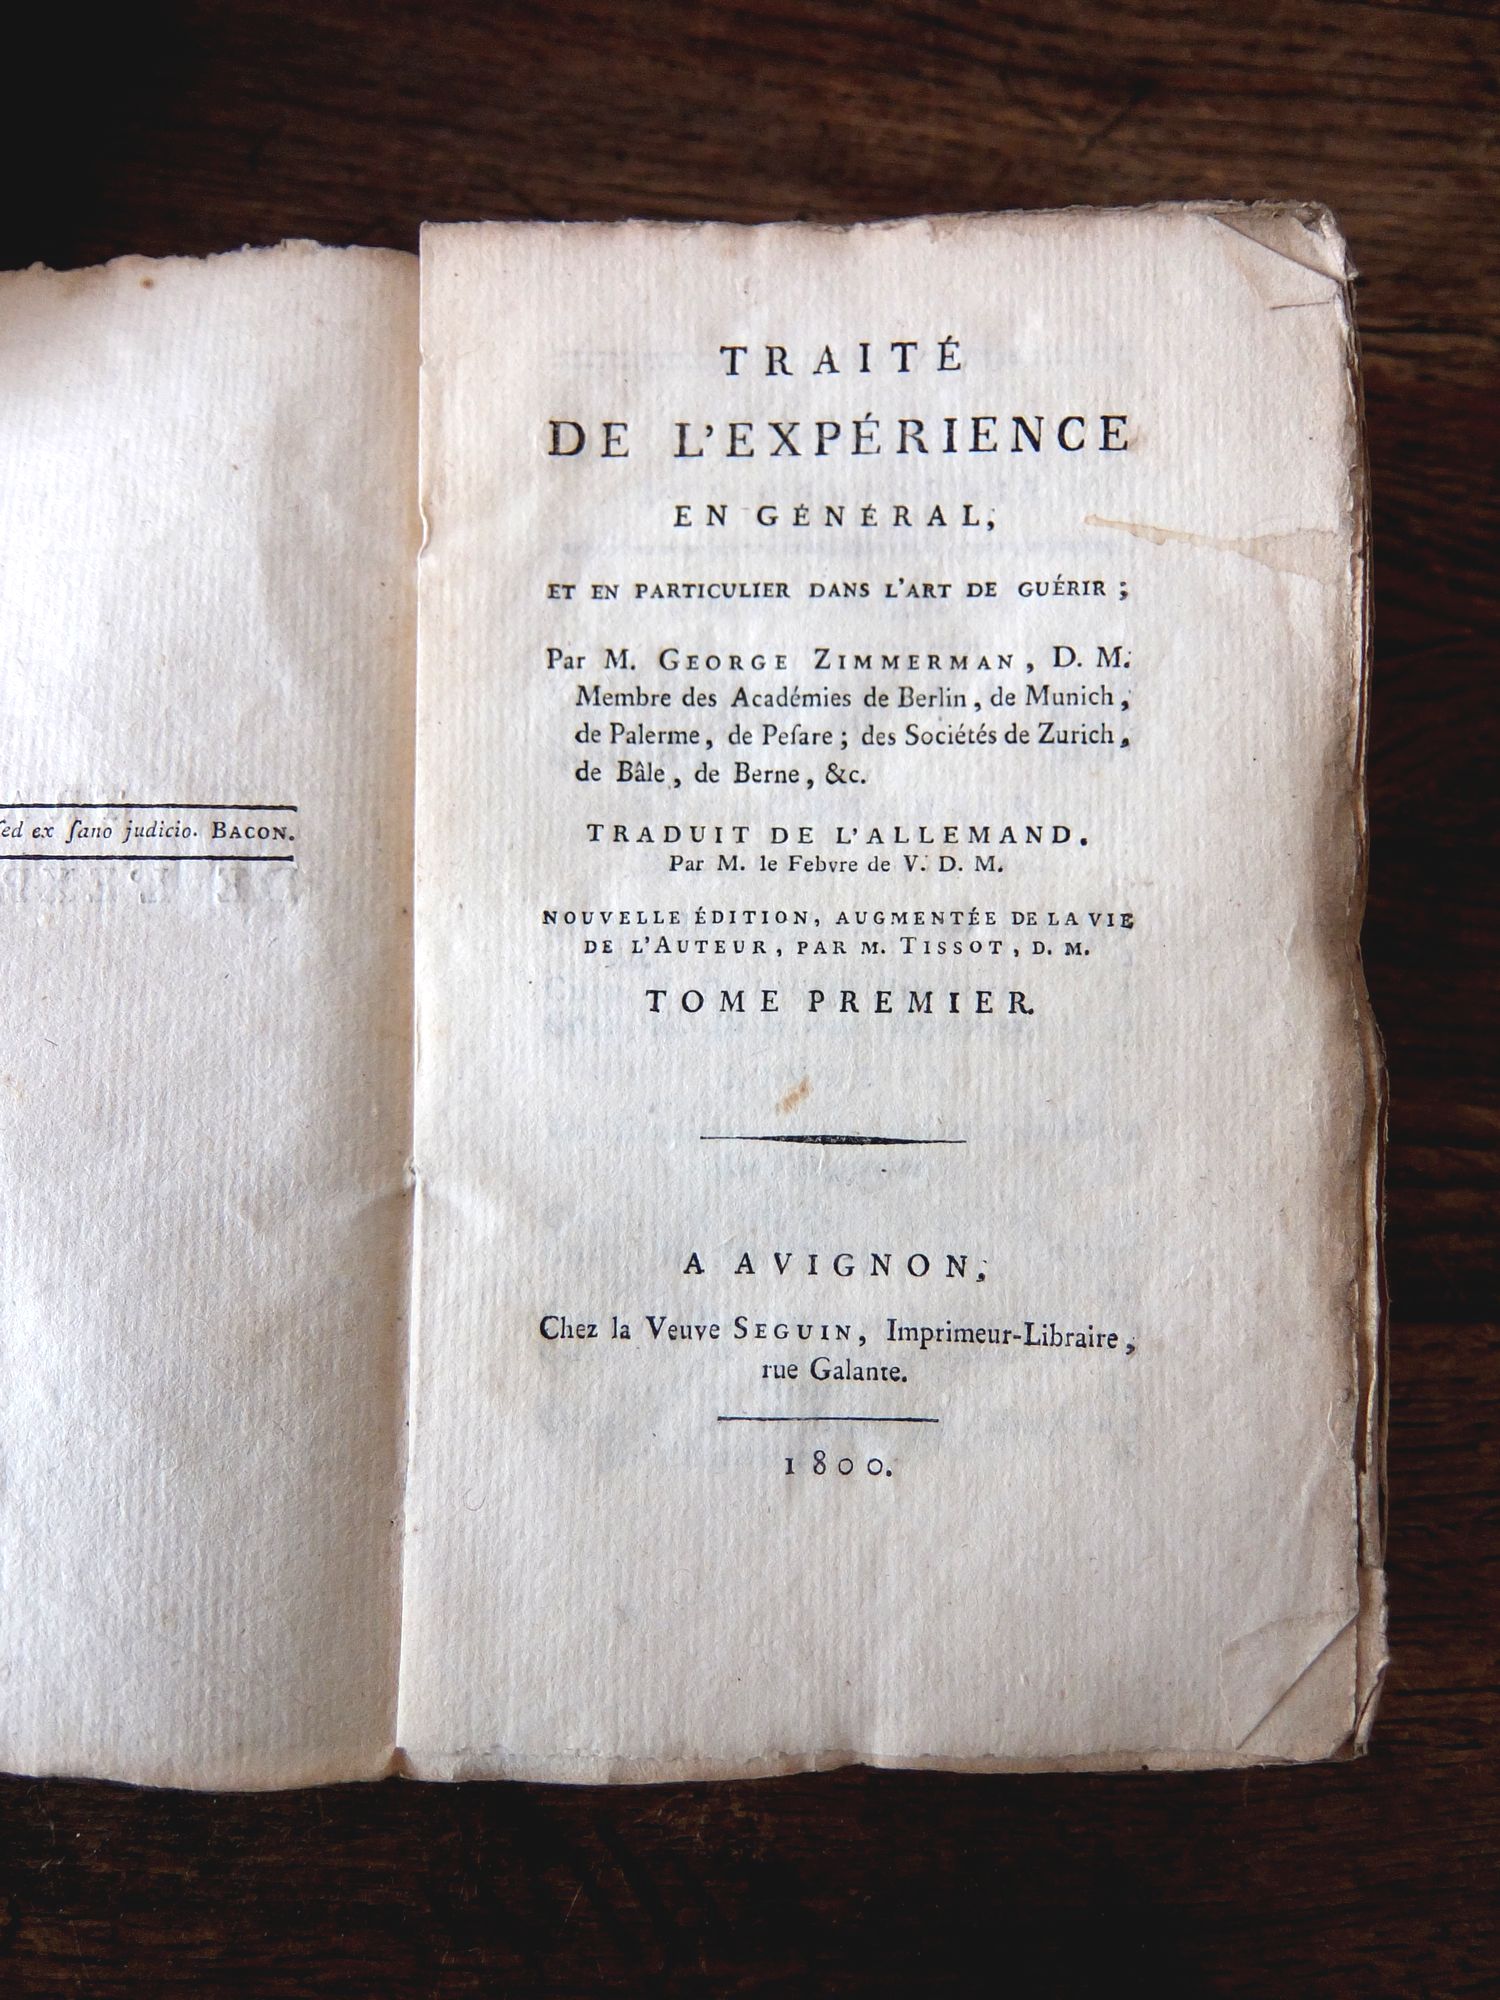 ſed ex ſano judicio. BACON.
TRAITÉ
DE L'EXPÉRIENCE
EN GÉNÉRAL,
ET EN PARTICULIER DANS L'ART DE GUÉRIR ;
Par M. GEORGE ZIMMERMAN, D. M.
Membre des Académies de Berlin, de Munich,
de Palerme, de Peſare ; des Sociétés de Zurich,
de Bâle, de Berne, &c.
TRADUIT DE L'ALLEMAND.
Par M. le Febvre de V. D. M.
NOUVELLE ÉDITION, AUGMENTÉE DE LA VIE
DE L'AUTEUR, PAR M. TISSOT, D. M.
TOME PREMIER.
A AVIGNON,
Chez la Veuve SEGUIN, Imprimeur-Libraire,
rue Galante.
1800.